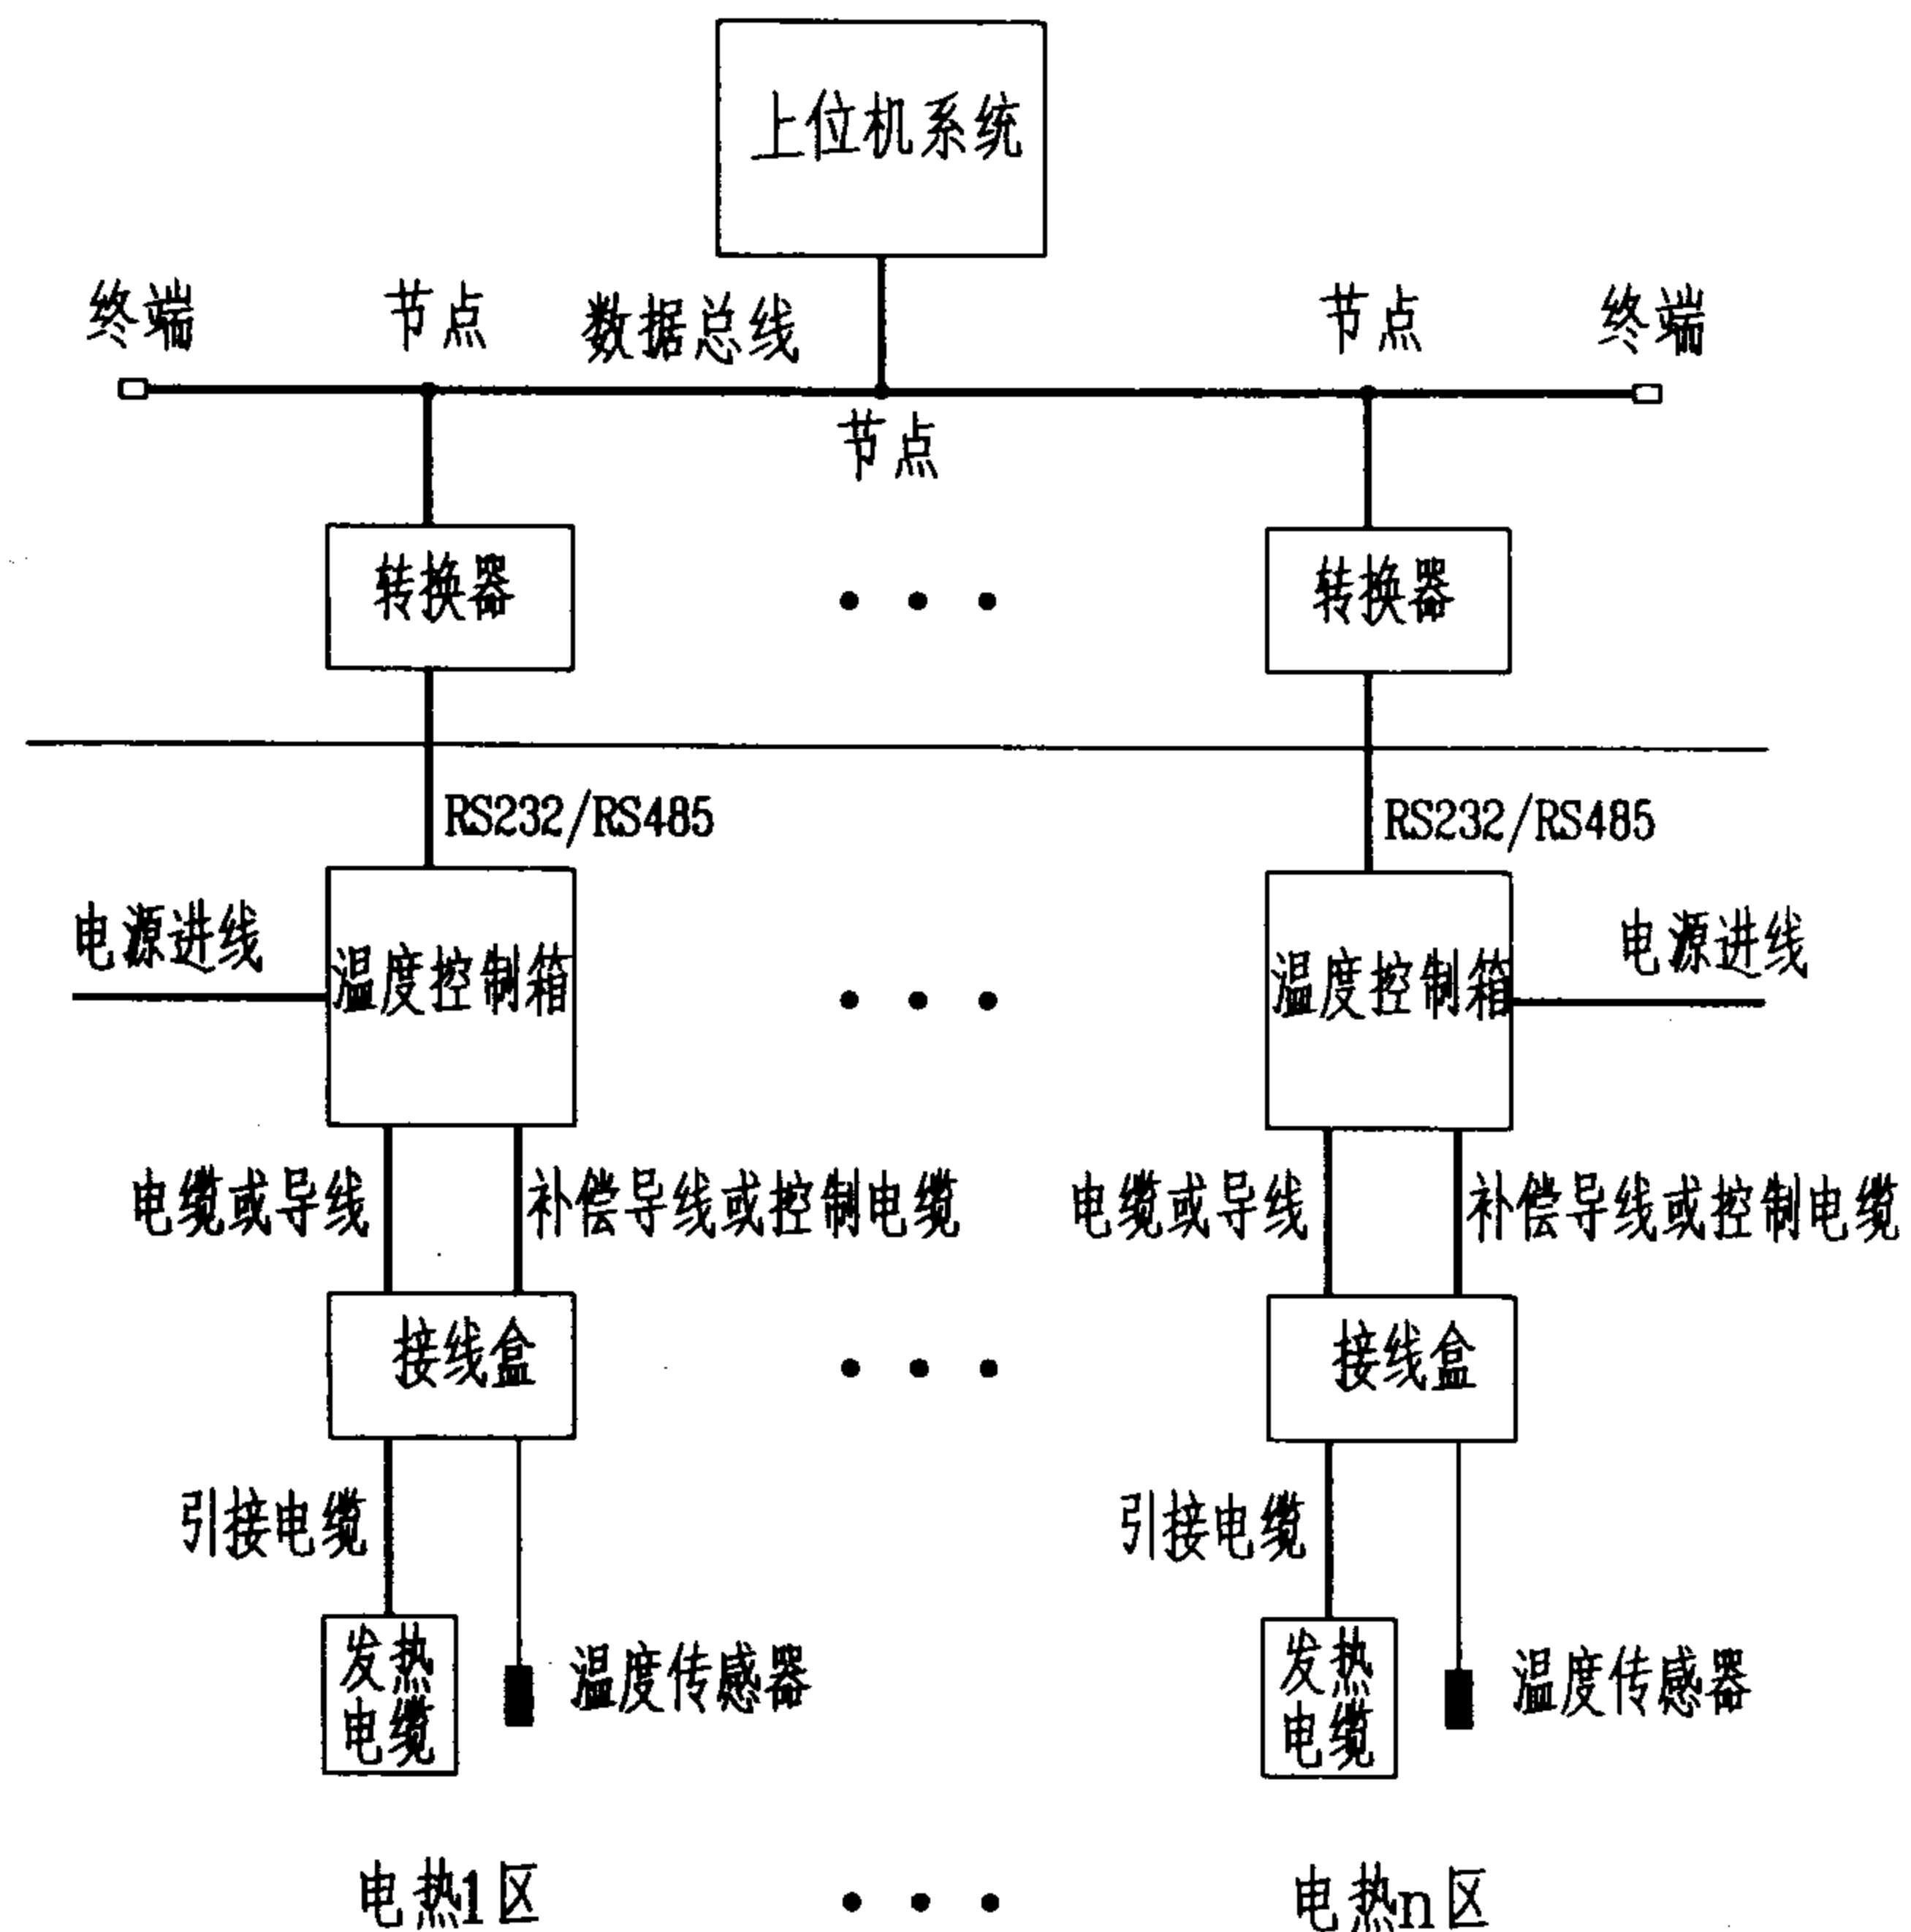 上位机系统
终端
节点
数据总线
节点
终端
节点
转换器
转换器
RS232/RS485
RS232/RS485
电源进线
温度控制箱
温度控制箱
电源进线
电缆或导线
补偿导线或控制电缆
电缆或导线
补偿导线或控制电缆
接线盒
接线盒
引接电缆
引接电缆
发热
电缆
温度传感器
发热
电缆
温度传感器
电热1区
电热n区